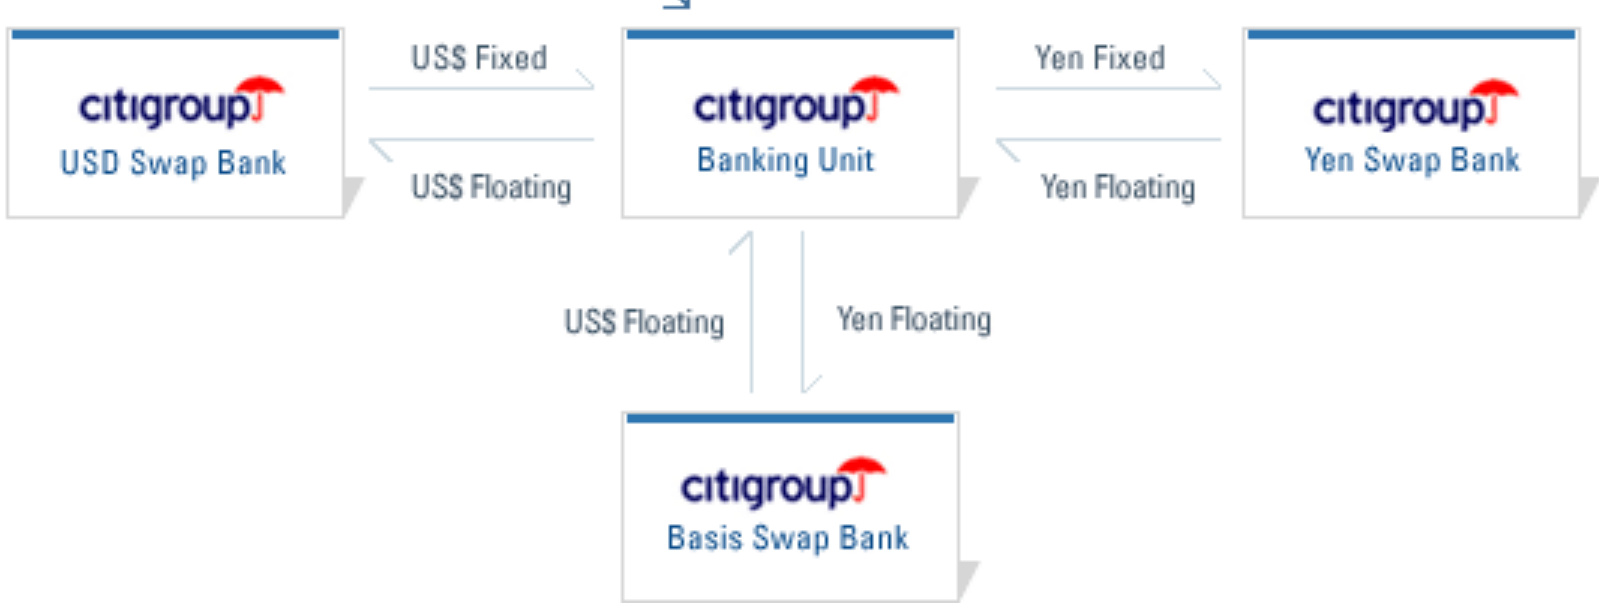 US$ Fixed
Yen Fixed
citigroup
USD Swap Bank
citigroup
Banking Unit
citigroup
Yen Swap Bank
US$ Floating
Yen Floating
US$ Floating
Yen Floating
citigroup
Basis Swap Bank